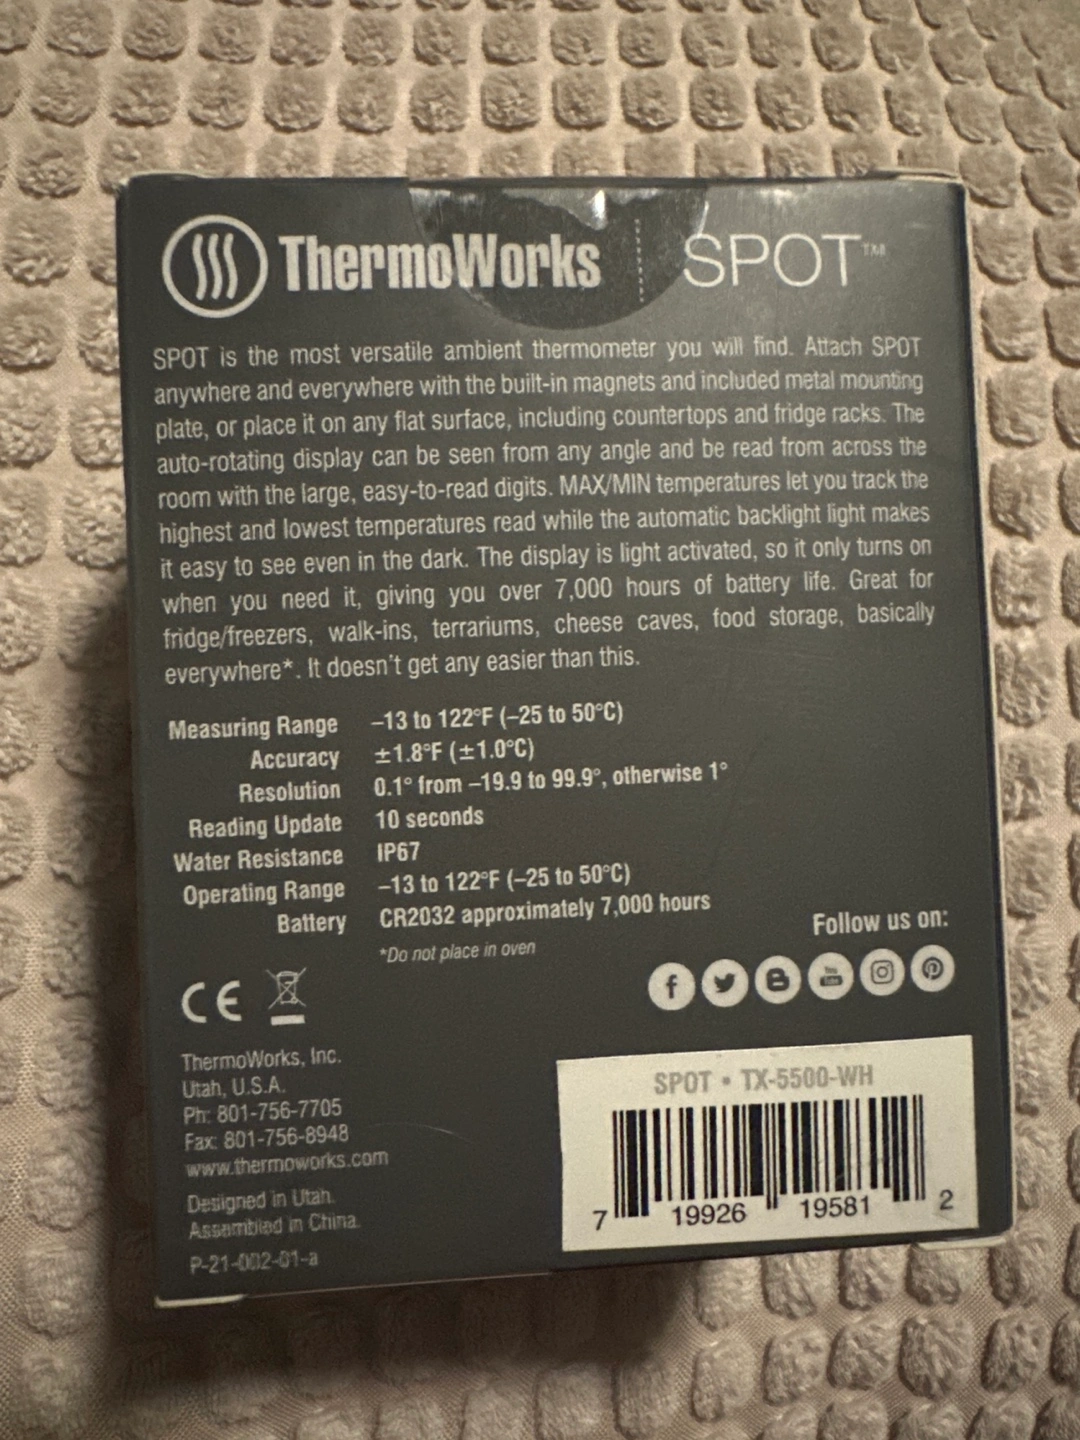 ThermoWorks SPOT™
SPOT is the most versatile ambient thermometer you will find. Attach SPOT
anywhere and everywhere with the built-in magnets and included metal mounting
plate, or place it on any flat surface, including countertops and fridge racks. The
auto-rotating display can be seen from any angle and be read from across the
room with the large, easy-to-read digits. MAX/MIN temperatures let you track the
highest and lowest temperatures read while the automatic backlight light makes
it easy to see even in the dark. The display is light activated, so it only turns on
when you need it, giving you over 7,000 hours of battery life. Great for
fridge/freezers, walk-ins, terrariums, cheese caves, food storage, basically
everywhere*. It doesn't get any easier than this.
Measuring Range –13 to 122°F (–25 to 50°C)
Accuracy ±1.8°F (±1.0°C)
Resolution 0.1° from –19.9 to 99.9°, otherwise 1°
Reading Update 10 seconds
Water Resistance IP67
Operating Range –13 to 122°F (–25 to 50°C)
Battery CR2032 approximately 7,000 hours
*Do not place in oven
Follow us on:
CE
You Tube
ThermoWorks, Inc.
Utah, U.S.A.
Ph: 801-756-7705
Fax: 801-756-8948
www.thermoworks.com
Designed in Utah.
Assembled in China.
P-21-002-01-a
SPOT • TX-5500-WH
7 19926 19581 2